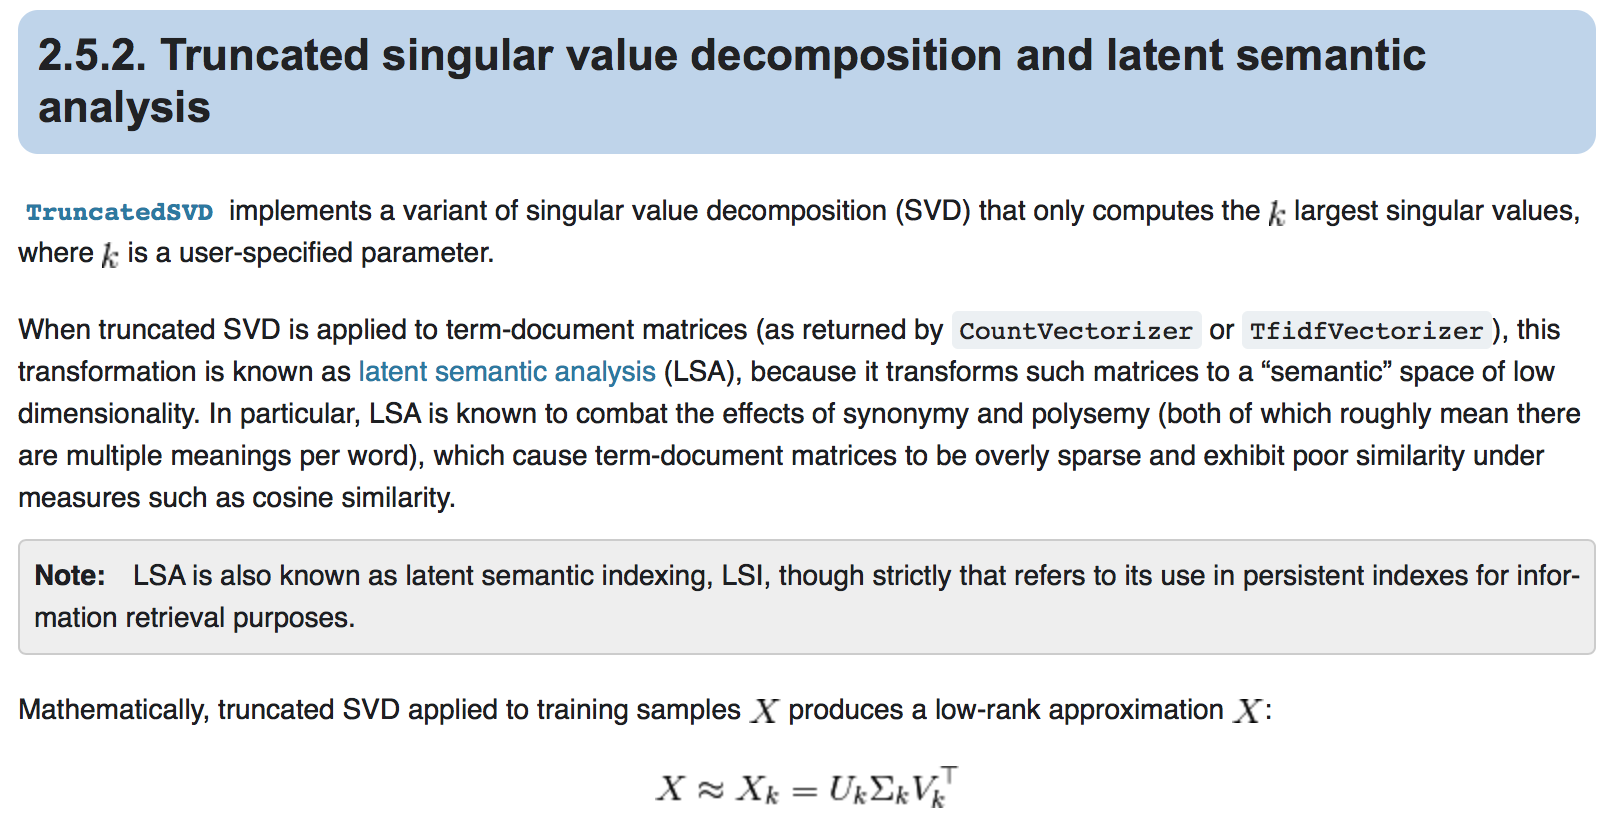 2.5.2. Truncated singular value decomposition and latent semantic
analysis
TruncatedSVD implements a variant of singular value decomposition (SVD) that only computes the k largest singular values,
where k is a user-specified parameter.
When truncated SVD is applied to term-document matrices (as returned by CountVectorizer or TfidfVectorizer), this
transformation is known as latent semantic analysis (LSA), because it transforms such matrices to a “semantic” space of low
dimensionality. In particular, LSA is known to combat the effects of synonymy and polysemy (both of which roughly mean there
are multiple meanings per word), which cause term-document matrices to be overly sparse and exhibit poor similarity under
measures such as cosine similarity.
Note: LSA is also known as latent semantic indexing, LSI, though strictly that refers to its use in persistent indexes for infor-
mation retrieval purposes.
Mathematically, truncated SVD applied to training samples X produces a low-rank approximation X:
X ≈ X_k = U_k Σ_k V_k^⊤